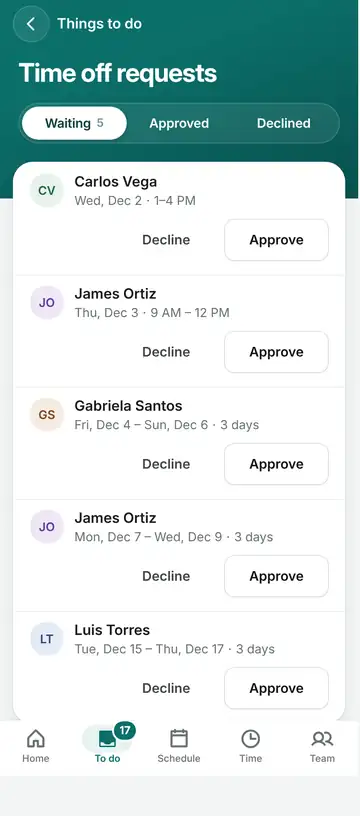 Things to do
Time off requests
Waiting 5
Approved
Declined
CV
Carlos Vega
Wed, Dec 2 · 1–4 PM
Decline
Approve
JO
James Ortiz
Thu, Dec 3 · 9 AM – 12 PM
Decline
Approve
GS
Gabriela Santos
Fri, Dec 4 – Sun, Dec 6 · 3 days
Decline
Approve
JO
James Ortiz
Mon, Dec 7 – Wed, Dec 9 · 3 days
Decline
Approve
LT
Luis Torres
Tue, Dec 15 – Thu, Dec 17 · 3 days
Decline
Approve
17
Home
To do
Schedule
Time
Team